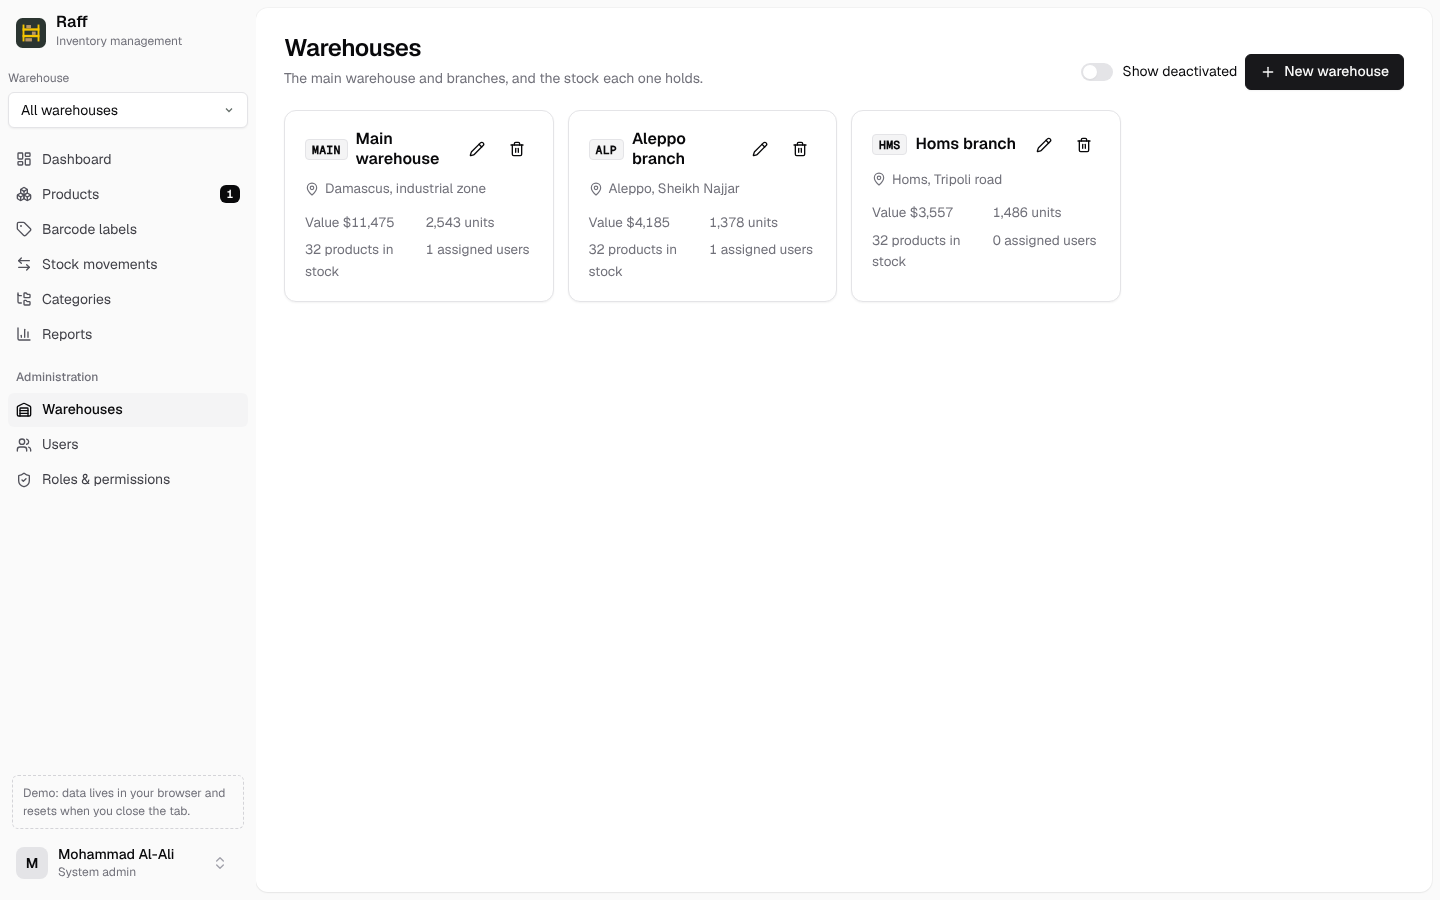 Raff
Inventory management
Warehouse
All warehouses
Dashboard
Products
1
Barcode labels
Stock movements
Categories
Reports
Administration
Warehouses
Users
Roles & permissions
Demo: data lives in your browser and
resets when you close the tab.
M
Mohammad Al-Ali
System admin
Warehouses
The main warehouse and branches, and the stock each one holds.
Show deactivated
New warehouse
MAIN
Main
warehouse
Damascus, industrial zone
Value $11,475
2,543 units
32 products in
stock
1 assigned users
ALP
Aleppo
branch
Aleppo, Sheikh Najjar
Value $4,185
1,378 units
32 products in
stock
1 assigned users
HMS
Homs branch
Homs, Tripoli road
Value $3,557
1,486 units
32 products in
stock
0 assigned users